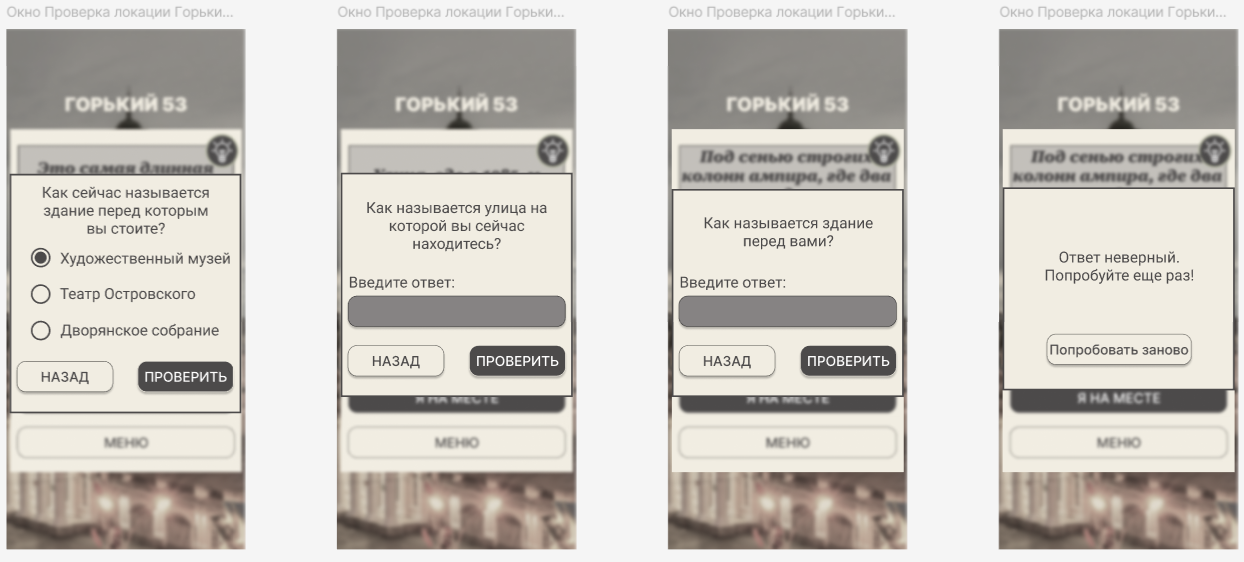 Окно Проверка локации Горьки...
ГОРЬКИЙ 53
Это самая длинная
Как сейчас называется
здание перед которым
вы стоите?
Художественный музей
Театр Островского
Дворянское собрание
НАЗАД
ПРОВЕРИТЬ
МЕНЮ
Окно Проверка локации Горьки...
ГОРЬКИЙ 53
Как называется улица на
которой вы сейчас
находитесь?
Введите ответ:
НАЗАД
ПРОВЕРИТЬ
Я НА МЕСТЕ
МЕНЮ
Окно Проверка локации Горьки...
ГОРЬКИЙ 53
Под сенью строгих
колонн ампира, где два
Как называется здание
перед вами?
Введите ответ:
НАЗАД
ПРОВЕРИТЬ
Я НА МЕСТЕ
МЕНЮ
Окно Проверка локации Горьки...
ГОРЬКИЙ 53
Под сенью строгих
колонн ампира, где два
Ответ неверный.
Попробуйте еще раз!
Попробовать заново
Я НА МЕСТЕ
МЕНЮ